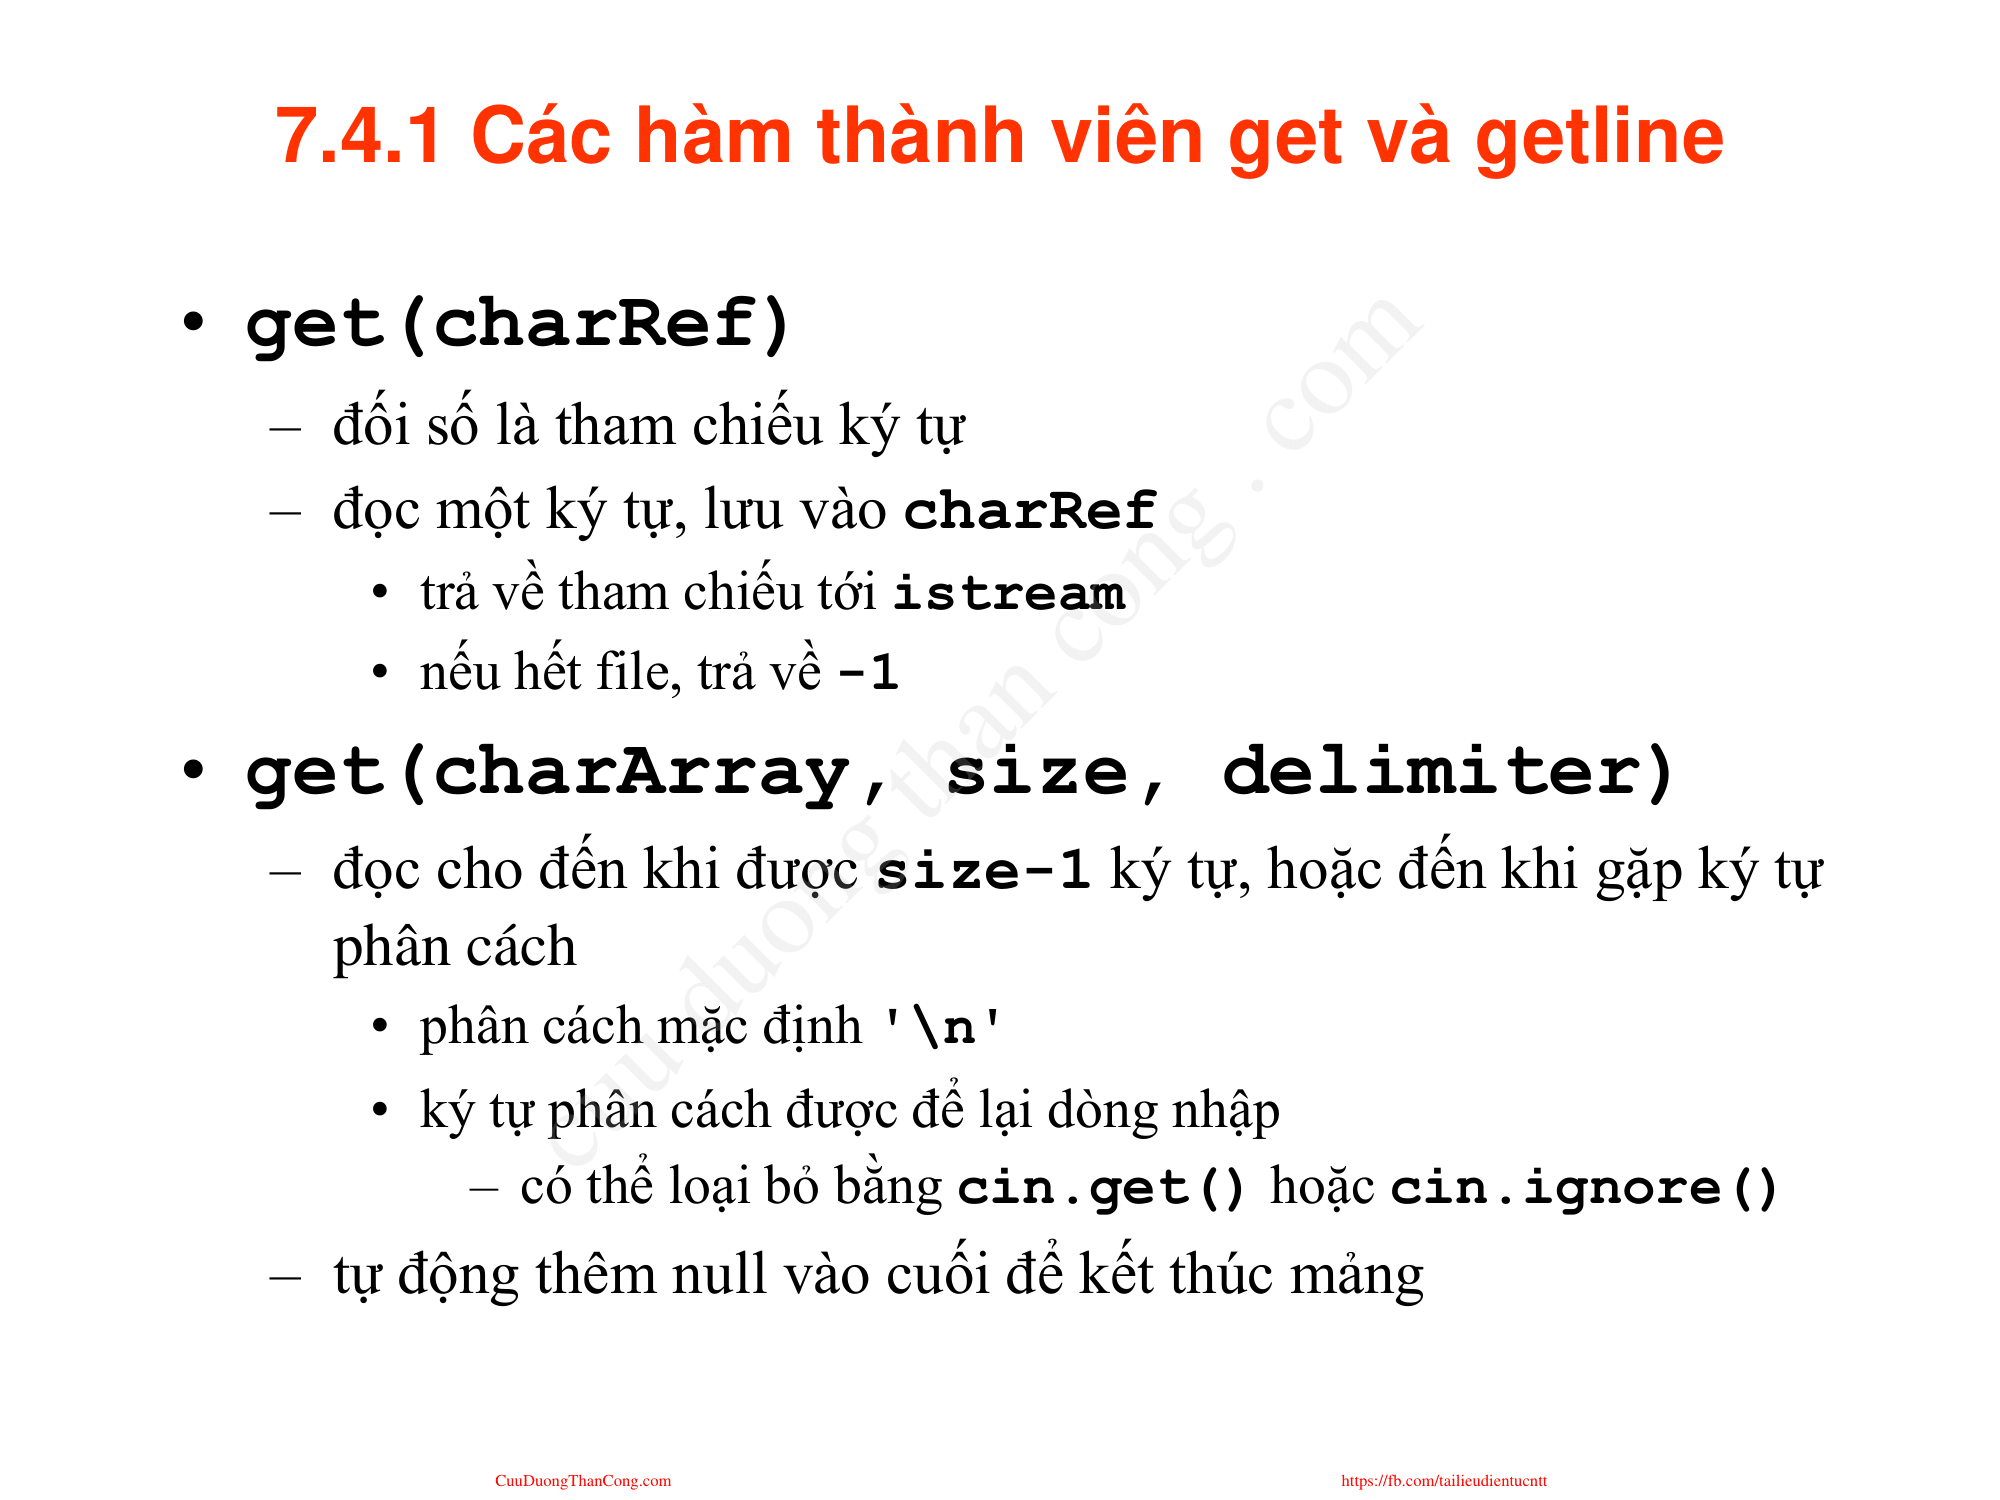 7.4.1 Các hàm thành viên get và getline
• get(charRef)
– đối số là tham chiếu ký tự
– đọc một ký tự, lưu vào charRef
• trả về tham chiếu tới istream
• nếu hết file, trả về -1
• get(charArray, size, delimiter)
– đọc cho đến khi được size-1 ký tự, hoặc đến khi gặp ký tự
phân cách
• phân cách mặc định '\n'
• ký tự phân cách được để lại dòng nhập
– có thể loại bỏ bằng cin.get() hoặc cin.ignore()
– tự động thêm null vào cuối để kết thúc mảng
cuu duong than cong . com
CuuDuongThanCong.com
https://fb.com/tailieudientucntt